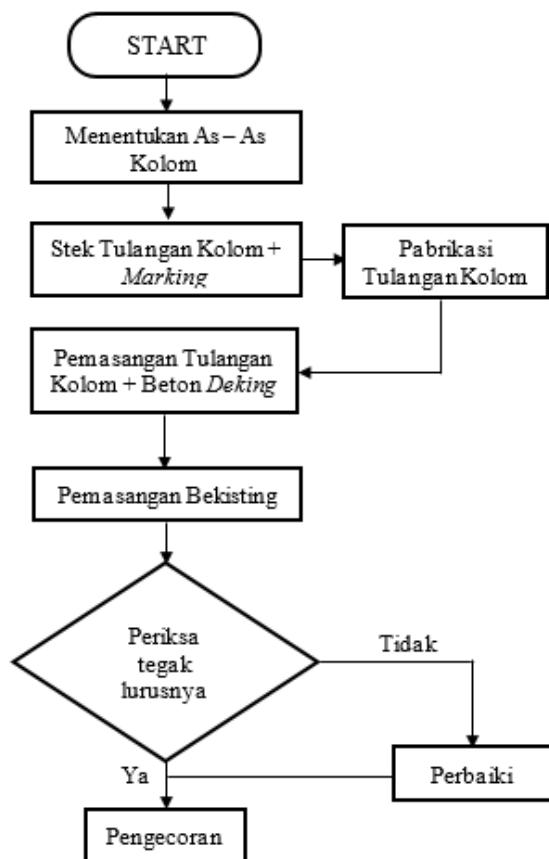 START
Menentukan As – As
Kolom
Stek Tulangan Kolom +
Marking
Pabrikasi
Tulangan Kolom
Pemasangan Tulangan
Kolom + Beton Deking
Pemasangan Bekisting
Periksa
tegak
lurusnya
Tidak
Ya
Perbaiki
Pengecoran